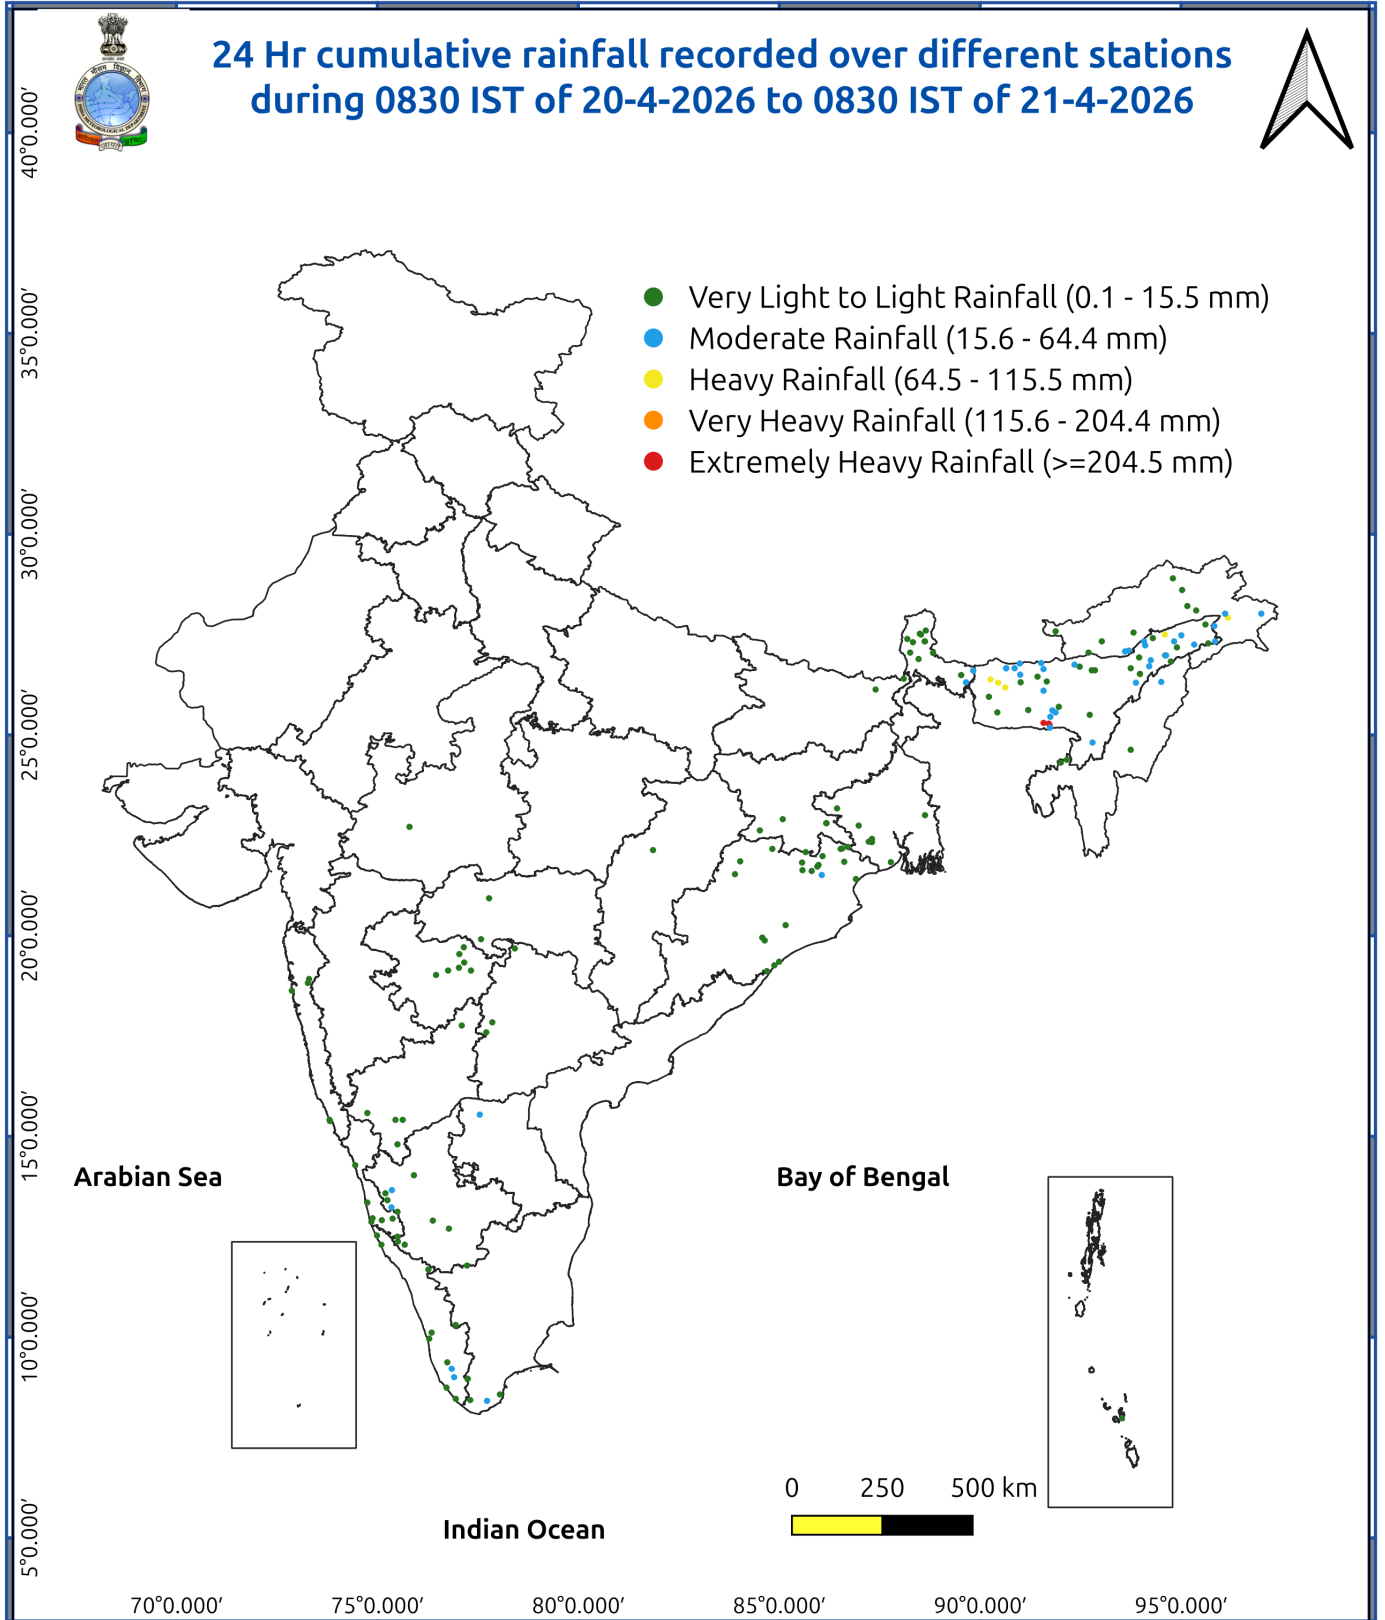 24 Hr cumulative rainfall recorded over different stations
during 0830 IST of 20-4-2026 to 0830 IST of 21-4-2026
Very Light to Light Rainfall (0.1 - 15.5 mm)
Moderate Rainfall (15.6 - 64.4 mm)
Heavy Rainfall (64.5 - 115.5 mm)
Very Heavy Rainfall (115.6 - 204.4 mm)
Extremely Heavy Rainfall (>=204.5 mm)
40°0.000′
35°0.000′
30°0.000′
25°0.000′
20°0.000′
15°0.000′
10°0.000′
5°0.000′
Arabian Sea
Bay of Bengal
Indian Ocean
0 250 500 km
70°0.000′ 75°0.000′ 80°0.000′ 85°0.000′ 90°0.000′ 95°0.000′